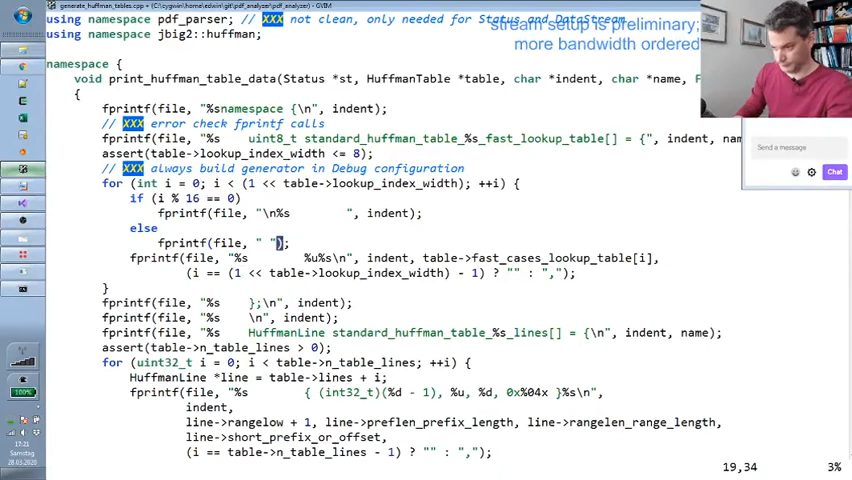 generate_huffman_tables.cpp + (c:\cygwin\home\edwin\git\pdf_analyzer) - GVIM
using namespace pdf_parser; // XXX not clean, only needed for Status and DataStream
using namespace jbig2::huffman;
stream setup is preliminary;
more bandwidth ordered
namespace {
void print_huffman_table_data(Status *st, HuffmanTable *table, char *indent, char *name, F
{
fprintf(file, "%snamespace {\n", indent);
// XXX error check fprintf calls
fprintf(file, "%s    uint8_t standard_huffman_table_%s_fast_lookup_table[] = {", indent, name
assert(table->lookup_index_width <= 8);
// XXX always build generator in Debug configuration
for (int i = 0; i < (1 << table->lookup_index_width); ++i) {
if (i % 16 == 0)
fprintf(file, "\n%s        ", indent);
else
fprintf(file, " ");
fprintf(file, "%s        %u%s\n", indent, table->fast_cases_lookup_table[i],
(i == (1 << table->lookup_index_width) - 1) ? "" : ",");
}
fprintf(file, "%s    };\n", indent);
fprintf(file, "%s    \n", indent);
fprintf(file, "%s    HuffmanLine standard_huffman_table_%s_lines[] = {\n", indent, name);
assert(table->n_table_lines > 0);
for (uint32_t i = 0; i < table->n_table_lines; ++i) {
HuffmanLine *line = table->lines + i;
fprintf(file, "%s        { (int32_t)(%d - 1), %u, %d, 0x%04x }%s\n",
indent,
line->rangelow + 1, line->preflen_prefix_length, line->rangelen_range_length,
line->short_prefix_or_offset,
(i == table->n_table_lines - 1) ? "" : ",");
19,34
3%
Send a message
Chat
100%
17:21
Samstag
28.03.2020